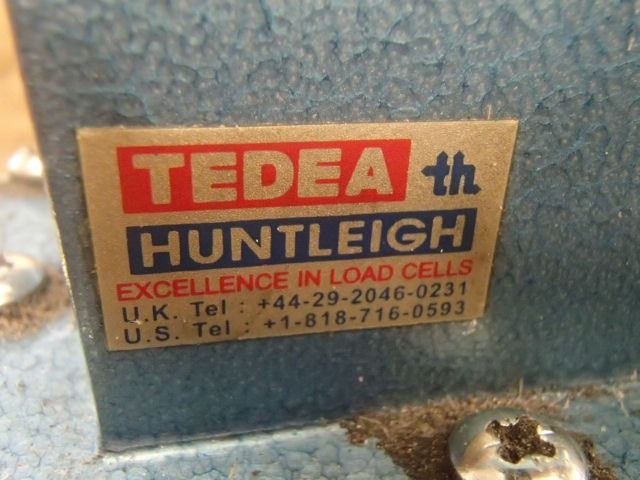 TEDEA th
HUNTLEIGH
EXCELLENCE IN LOAD CELLS
U.K. Tel : +44-29-2046-0231
U.S. Tel : +1-818-716-0593